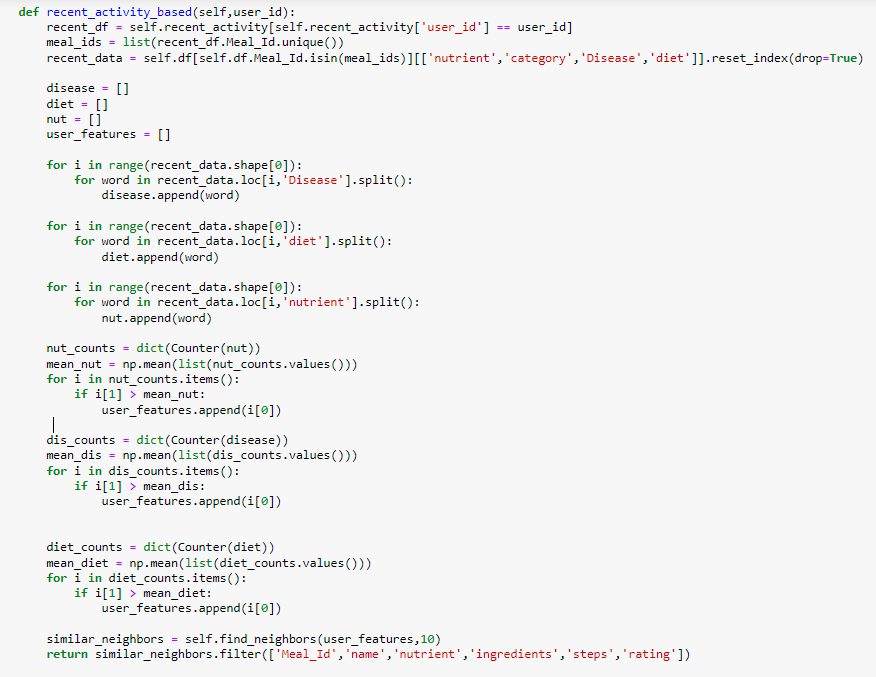 def recent_activity_based(self,user_id):
    recent_df = self.recent_activity[self.recent_activity['user_id'] == user_id]
    meal_ids = list(recent_df.Meal_Id.unique())
    recent_data = self.df[self.df.Meal_Id.isin(meal_ids)][['nutrient','category','Disease','diet']].reset_index(drop=True)
    disease = []
    diet = []
    nut = []
    user_features = []
    for i in range(recent_data.shape[0]):
        for word in recent_data.loc[i,'Disease'].split():
            disease.append(word)
    for i in range(recent_data.shape[0]):
        for word in recent_data.loc[i,'diet'].split():
            diet.append(word)
    for i in range(recent_data.shape[0]):
        for word in recent_data.loc[i,'nutrient'].split():
            nut.append(word)
    nut_counts = dict(Counter(nut))
    mean_nut = np.mean(list(nut_counts.values()))
    for i in nut_counts.items():
        if i[1] > mean_nut:
            user_features.append(i[0])
    dis_counts = dict(Counter(disease))
    mean_dis = np.mean(list(dis_counts.values()))
    for i in dis_counts.items():
        if i[1] > mean_dis:
            user_features.append(i[0])
    diet_counts = dict(Counter(diet))
    mean_diet = np.mean(list(diet_counts.values()))
    for i in diet_counts.items():
        if i[1] > mean_diet:
            user_features.append(i[0])
    similar_neighbors = self.find_neighbors(user_features,10)
    return similar_neighbors.filter(['Meal_Id','name','nutrient','ingredients','steps','rating'])